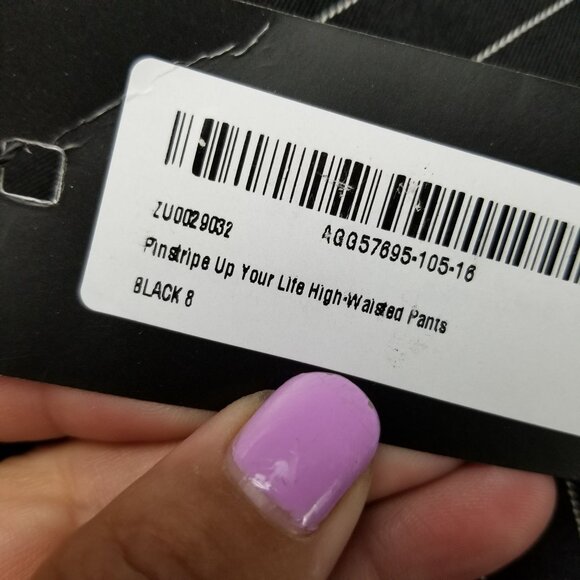 ZU0029032 AGG57695-105-16
Pinstripe Up Your Life High-Waisted Pants
BLACK 8